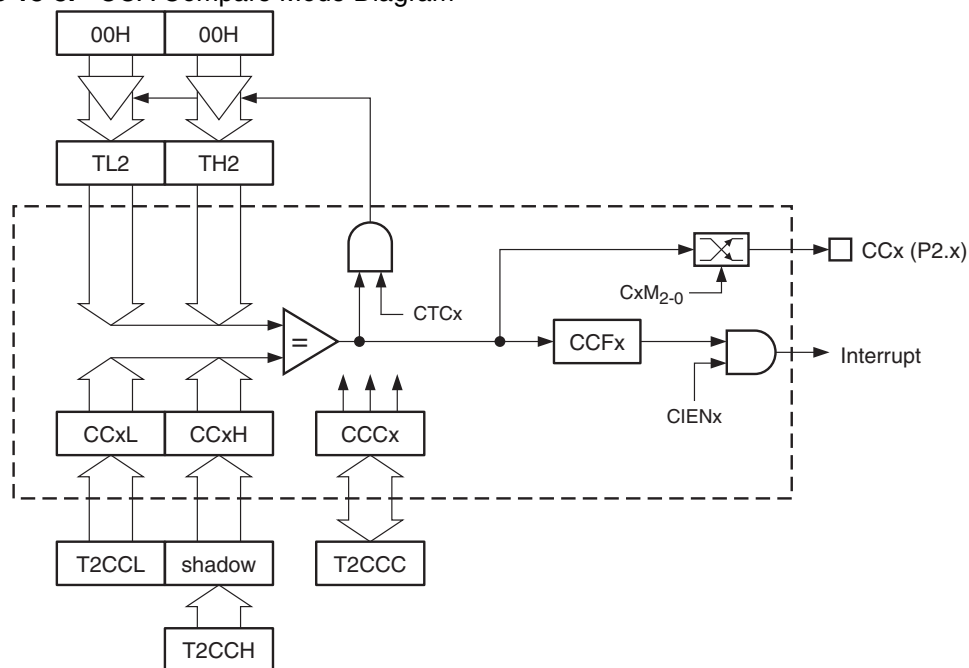 CCA Compare Mode Diagram
00H 00H
TL2 TH2
CCx (P2.x)
CxM2-0
CTCx
=
CCFx
Interrupt
CIENx
CCxL CCxH CCCx
T2CCL shadow T2CCC
T2CCH